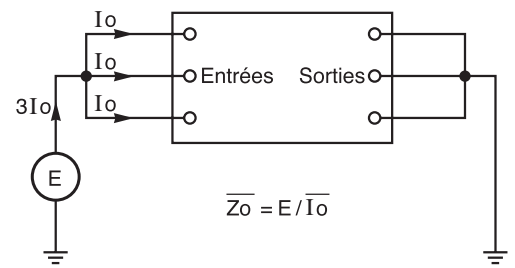 Io
Io
Entrées Sorties
Io
3Io
E
Zo = E / Io